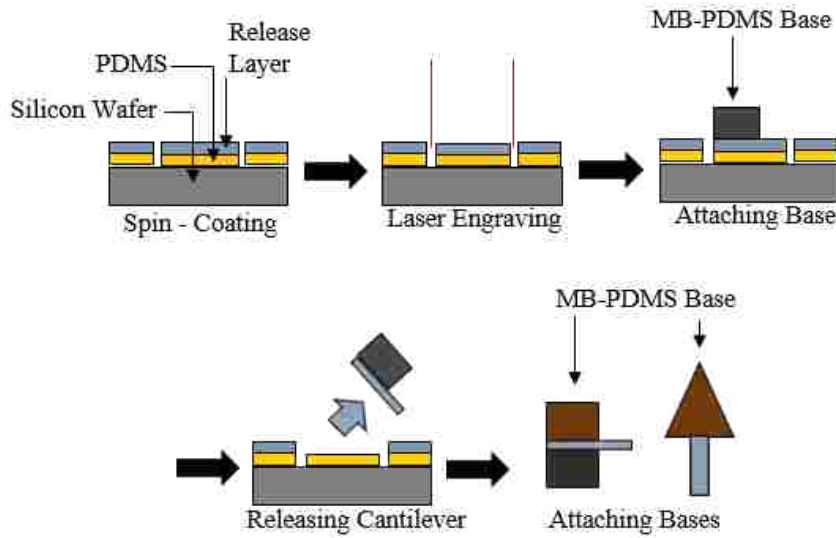 MB-PDMS Base
Release
Layer
PDMS
Silicon Wafer
Spin - Coating
Laser Engraving
Attaching Base
MB-PDMS Base
Releasing Cantilever
Attaching Bases